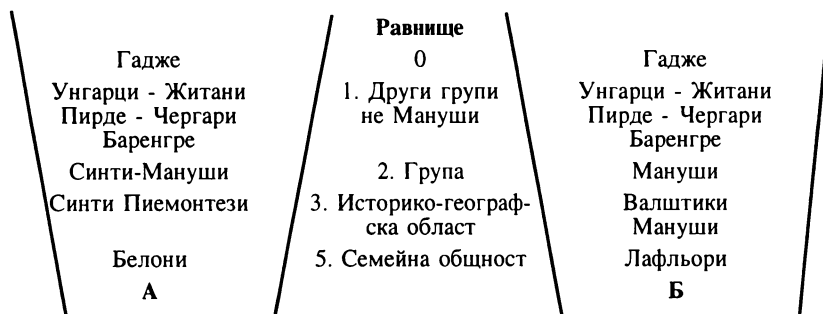 Равнище
Гадже 0 Гадже
Унгарци - Житани 1. Други групи Унгарци - Житани
Пирде - Чергари не Мануши Пирде - Чергари
Баренгре Баренгре
Синти-Мануши 2. Група Мануши
Синти Пиемонтези 3. Историко-географ- Валштики
ска област Мануши
Белони 5. Семейна общност Лафльори
А Б